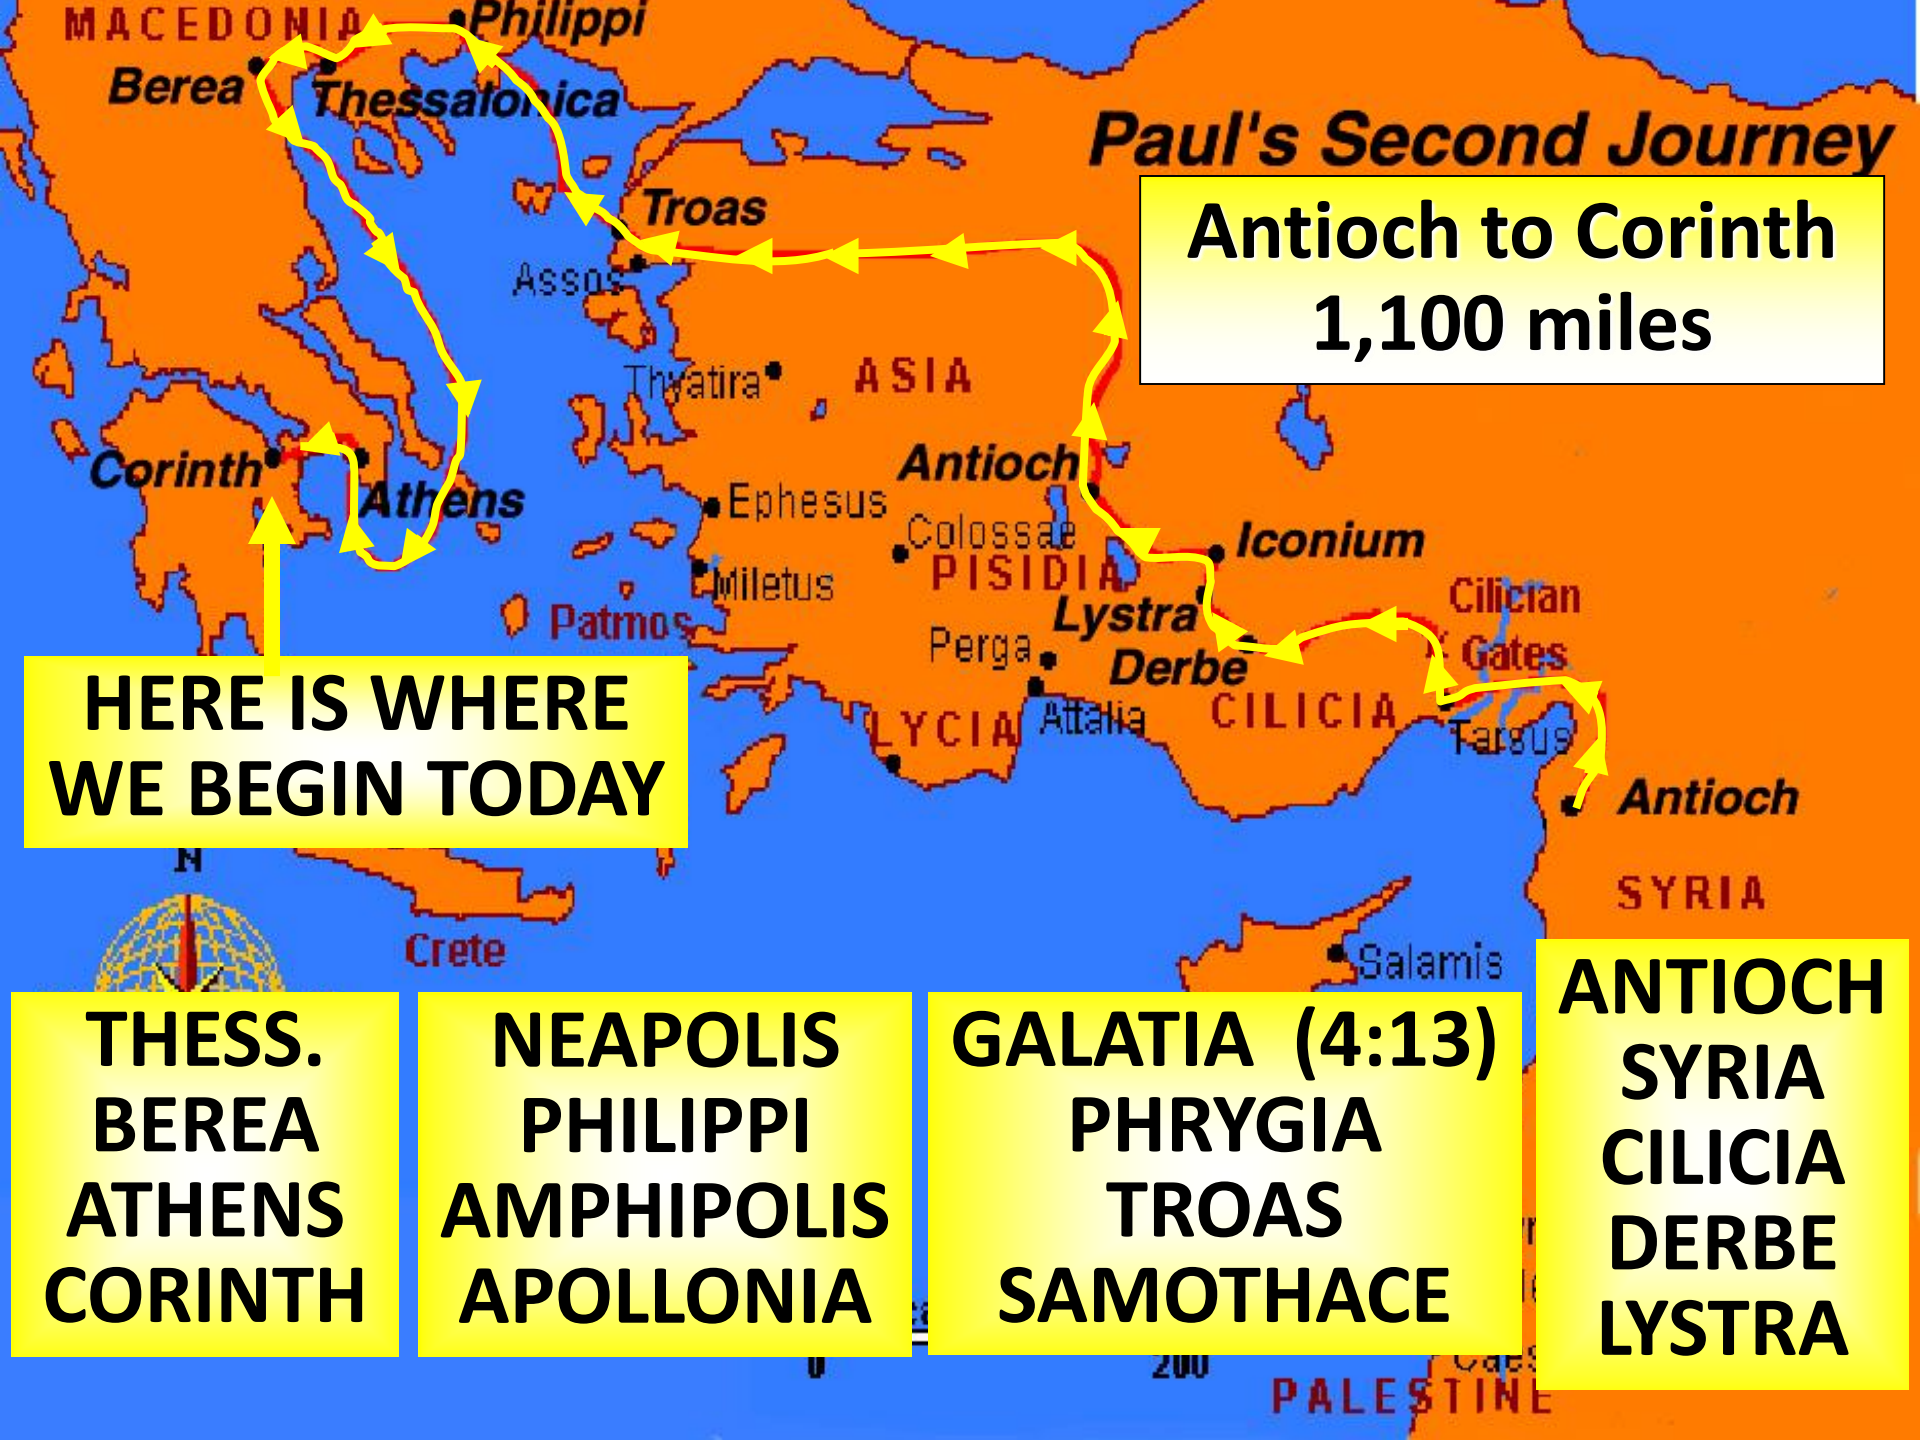 MACEDONIA
Philippi
Berea
Thessalonica
Paul's Second Journey
Troas
Antioch to Corinth
1,100 miles
Assos
Thyatira
ASIA
Corinth
Athens
Antioch
Ephesus
Colossae
Iconium
PISIDIA
Miletus
Cilician
Gates
Patmos
Lystra
Perga
Derbe
HERE IS WHERE
WE BEGIN TODAY
LYCIA
Attalia
CILICIA
Tarsus
Antioch
N
SYRIA
Crete
Salamis
THESS.
BEREA
ATHENS
CORINTH
NEAPOLIS
PHILIPPI
AMPHIPOLIS
APOLLONIA
GALATIA (4:13)
PHRYGIA
TROAS
SAMOTHACE
ANTIOCH
SYRIA
CILICIA
DERBE
LYSTRA
0
200
PALESTINE